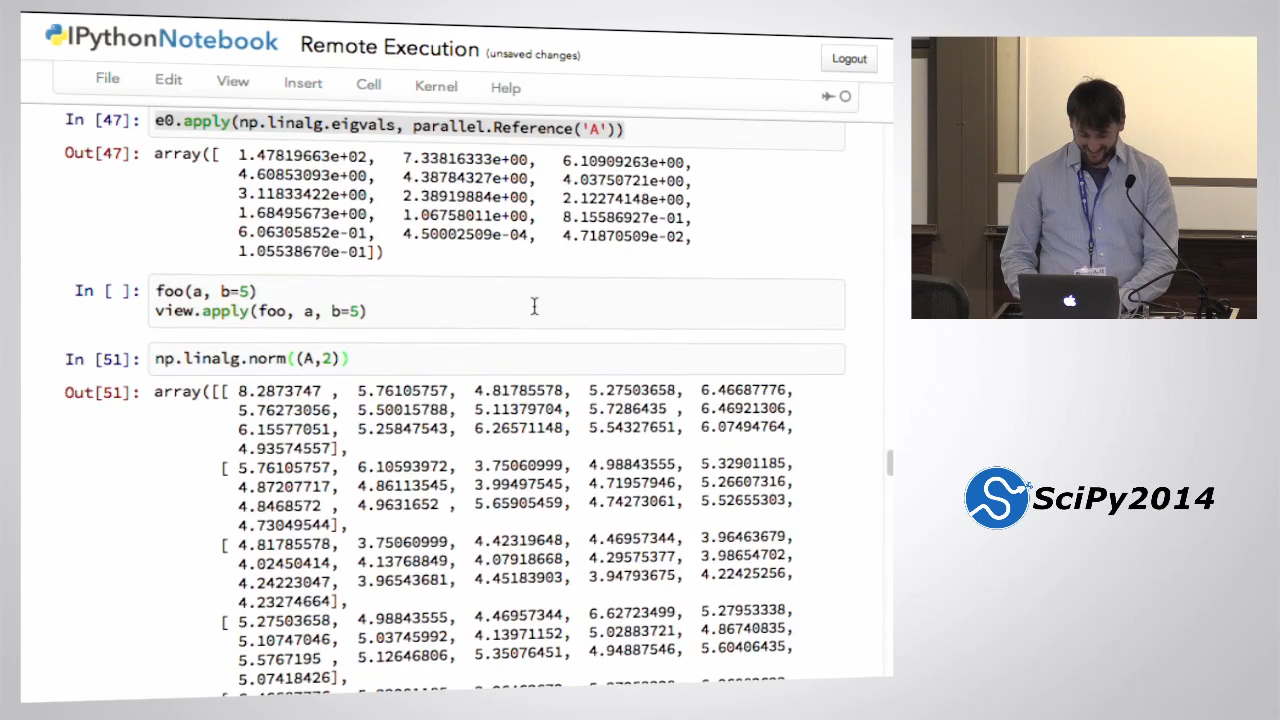 IPythonNotebook Remote Execution (unsaved changes) Logout
File Edit View Insert Cell Kernel Help
In [47]: e0.apply(np.linalg.eigvals, parallel.Reference('A'))
Out[47]: array([ 1.47819663e+02, 7.33816333e+00, 6.10909263e+00,
4.60853093e+00, 4.38784327e+00, 4.03750721e+00,
3.11833422e+00, 2.38919884e+00, 2.12274148e+00,
1.68495673e+00, 1.06758011e+00, 8.15586927e-01,
6.06305852e-01, 4.50002509e-04, 4.71870509e-02,
1.05538670e-01])
In [ ]: foo(a, b=5)
view.apply(foo, a, b=5)
In [51]: np.linalg.norm((A,2))
Out[51]: array([[ 8.2873747 , 5.76105757, 4.81785578, 5.27503658, 6.46687776,
5.76273056, 5.50015788, 5.11379704, 5.7286435 , 6.46921306,
6.15577051, 5.25847543, 6.26571148, 5.54327651, 6.07494764,
4.93574557],
[ 5.76105757, 6.10593972, 3.75060999, 4.98843555, 5.32901185,
4.87207717, 4.86113545, 3.99497545, 4.71957946, 5.26607316,
4.8468572 , 4.9631652 , 5.65905459, 4.74273061, 5.52655303,
4.73049544],
[ 4.81785578, 3.75060999, 4.42319648, 4.46957344, 3.96463679,
4.02450414, 4.13768849, 4.07918668, 4.29575377, 3.98654702,
4.24223047, 3.96543681, 4.45183903, 3.94793675, 4.22425256,
4.23274664],
[ 5.27503658, 4.98843555, 4.46957344, 6.62723499, 5.27953338,
5.10747046, 5.03745992, 4.13971152, 5.02883721, 4.86740835,
5.5767195 , 5.12646806, 5.35076451, 4.94887546, 5.60406435,
5.07418426],
SciPy2014